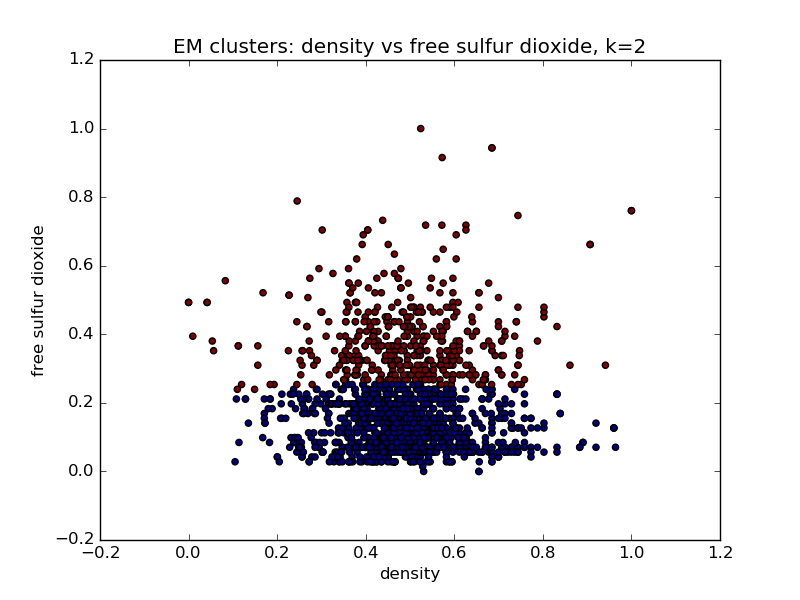 EM clusters: density vs free sulfur dioxide, k=2
1.2
1.0
0.8
0.6
0.4
0.2
0.0
−0.2
free sulfur dioxide
−0.2 0.0 0.2 0.4 0.6 0.8 1.0 1.2
density